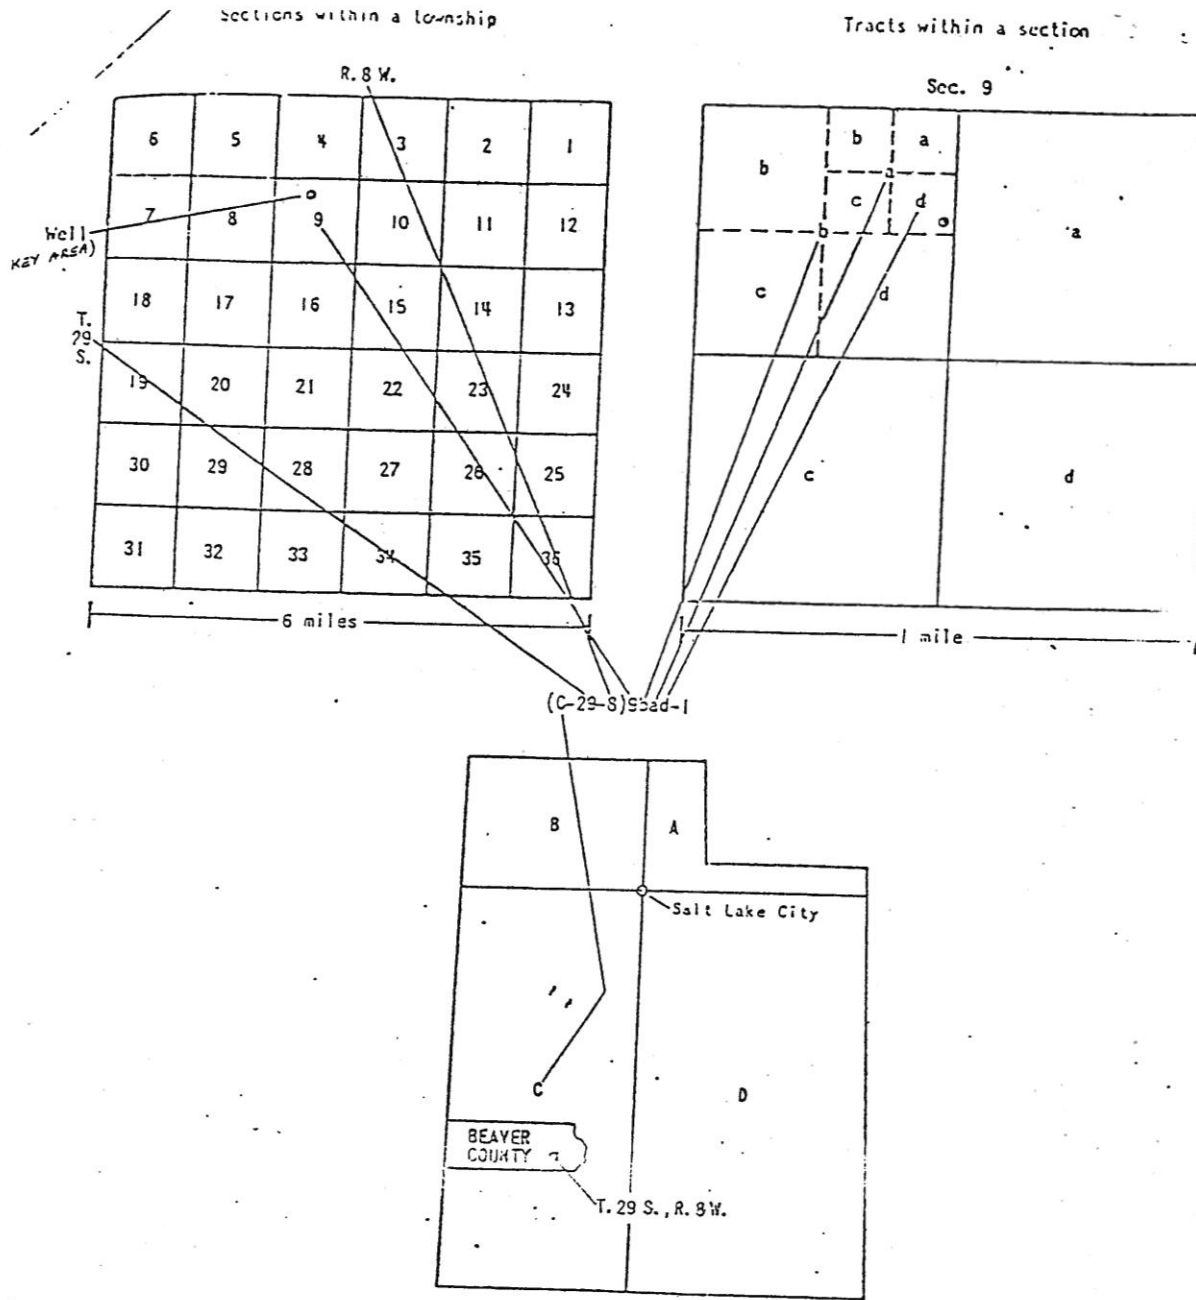 Sections within a township
Tracts within a section
R. 8 W.
Sec. 9
6 5 4 3 2 1
b b a
7 8 9 10 11 12
c d a
Well
KEY AREA)
18 17 16 15 14 13
c d
T.
29
S.
19 20 21 22 23 24
30 29 28 27 26 25
c d
31 32 33 34 35 36
6 miles
1 mile
(C-29-8)9bad-1
B A
Salt Lake City
C D
BEAVER
COUNTY
T. 29 S., R. 8 W.